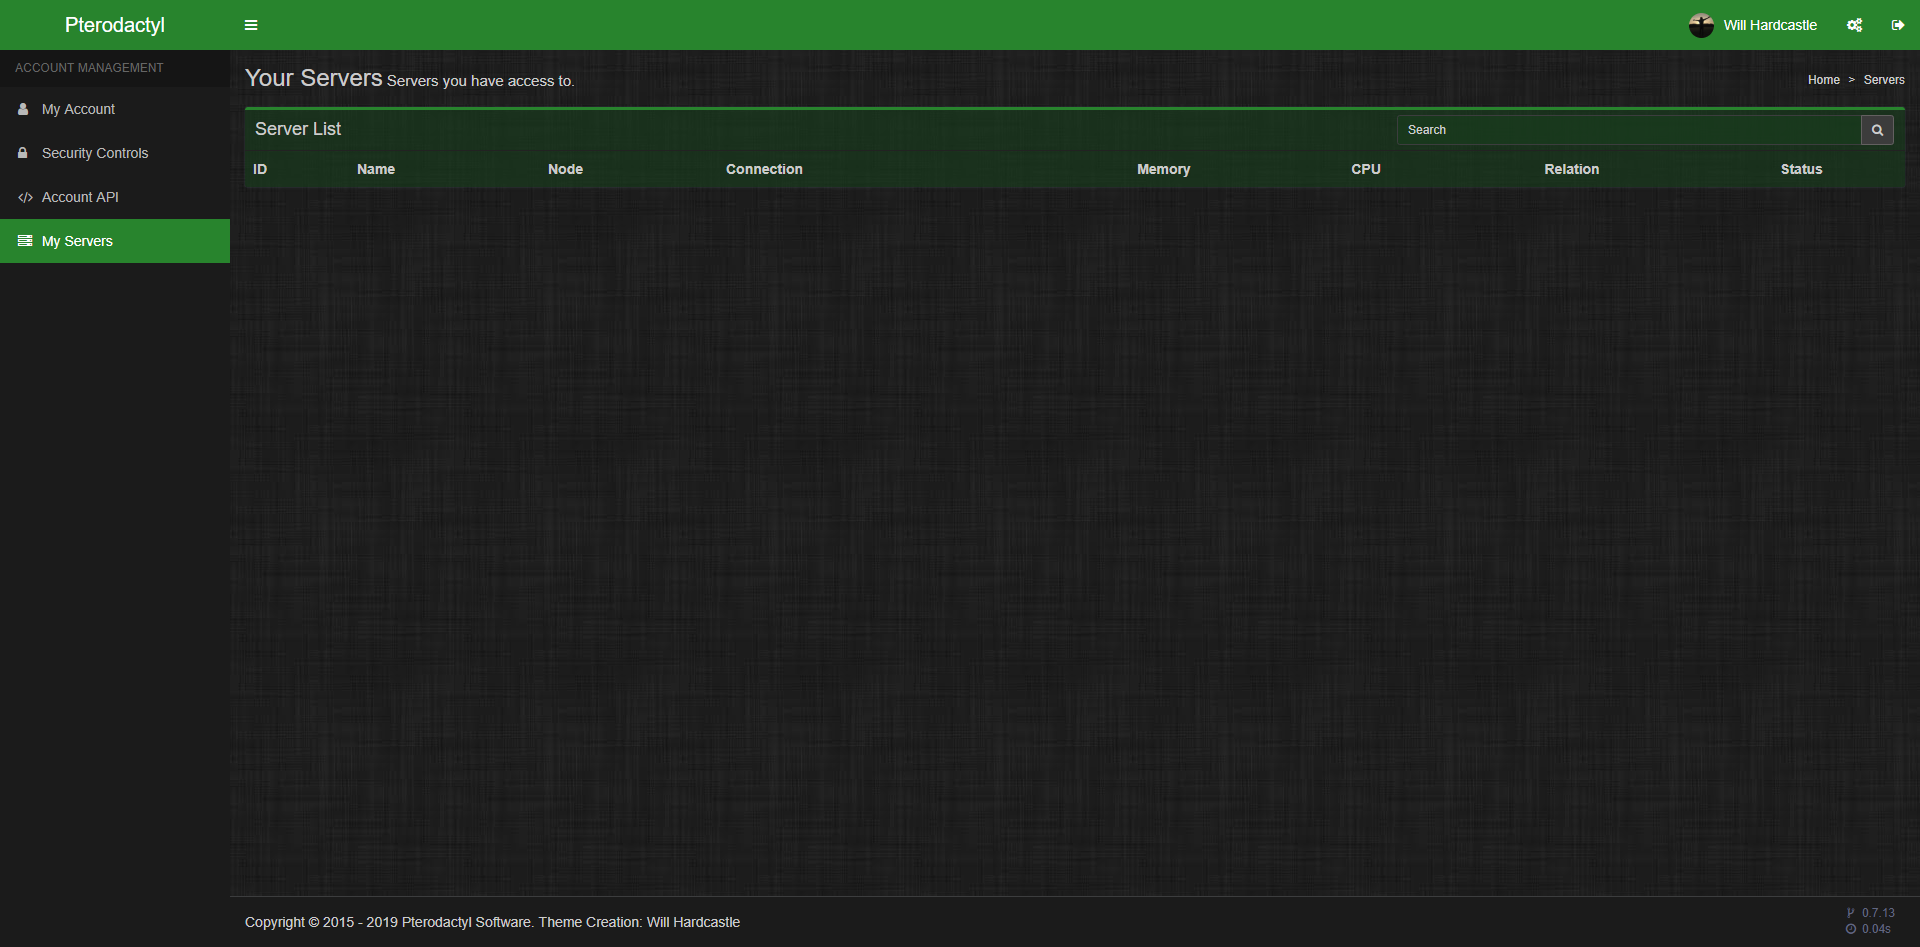 Pterodactyl
Will Hardcastle
ACCOUNT MANAGEMENT
My Account
Security Controls
Account API
My Servers
Your Servers Servers you have access to.
Home > Servers
Server List
Search
ID Name Node Connection Memory CPU Relation Status
Copyright © 2015 - 2019 Pterodactyl Software. Theme Creation: Will Hardcastle
0.7.13
0.04s